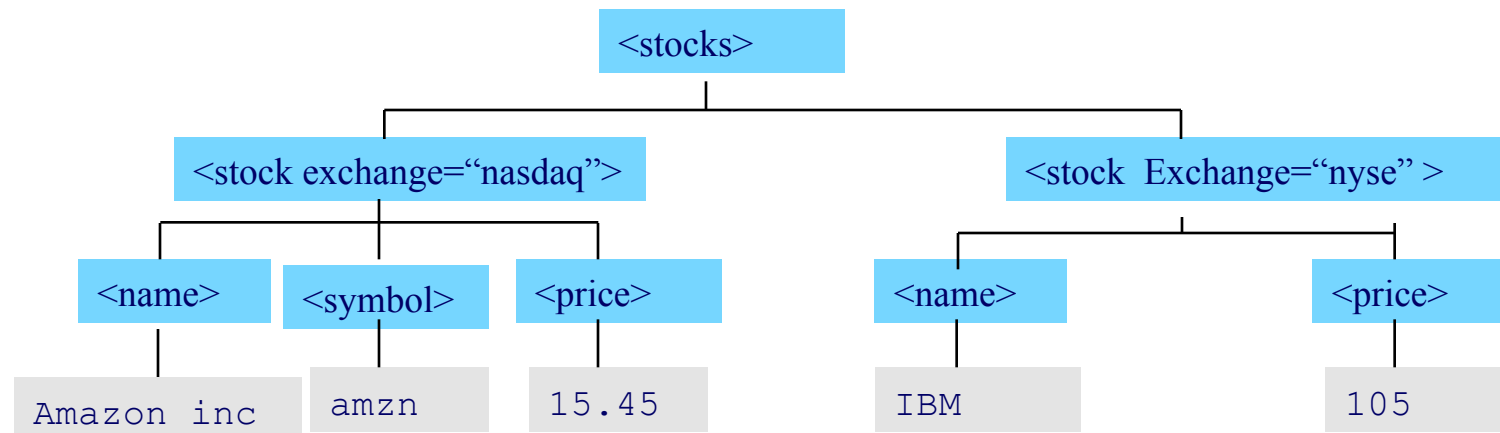 <stocks>
<stock exchange=“nasdaq”>
<stock  Exchange=“nyse” >
<name>
<symbol>
<price>
<name>
<price>
Amazon inc
amzn
15.45
IBM
105